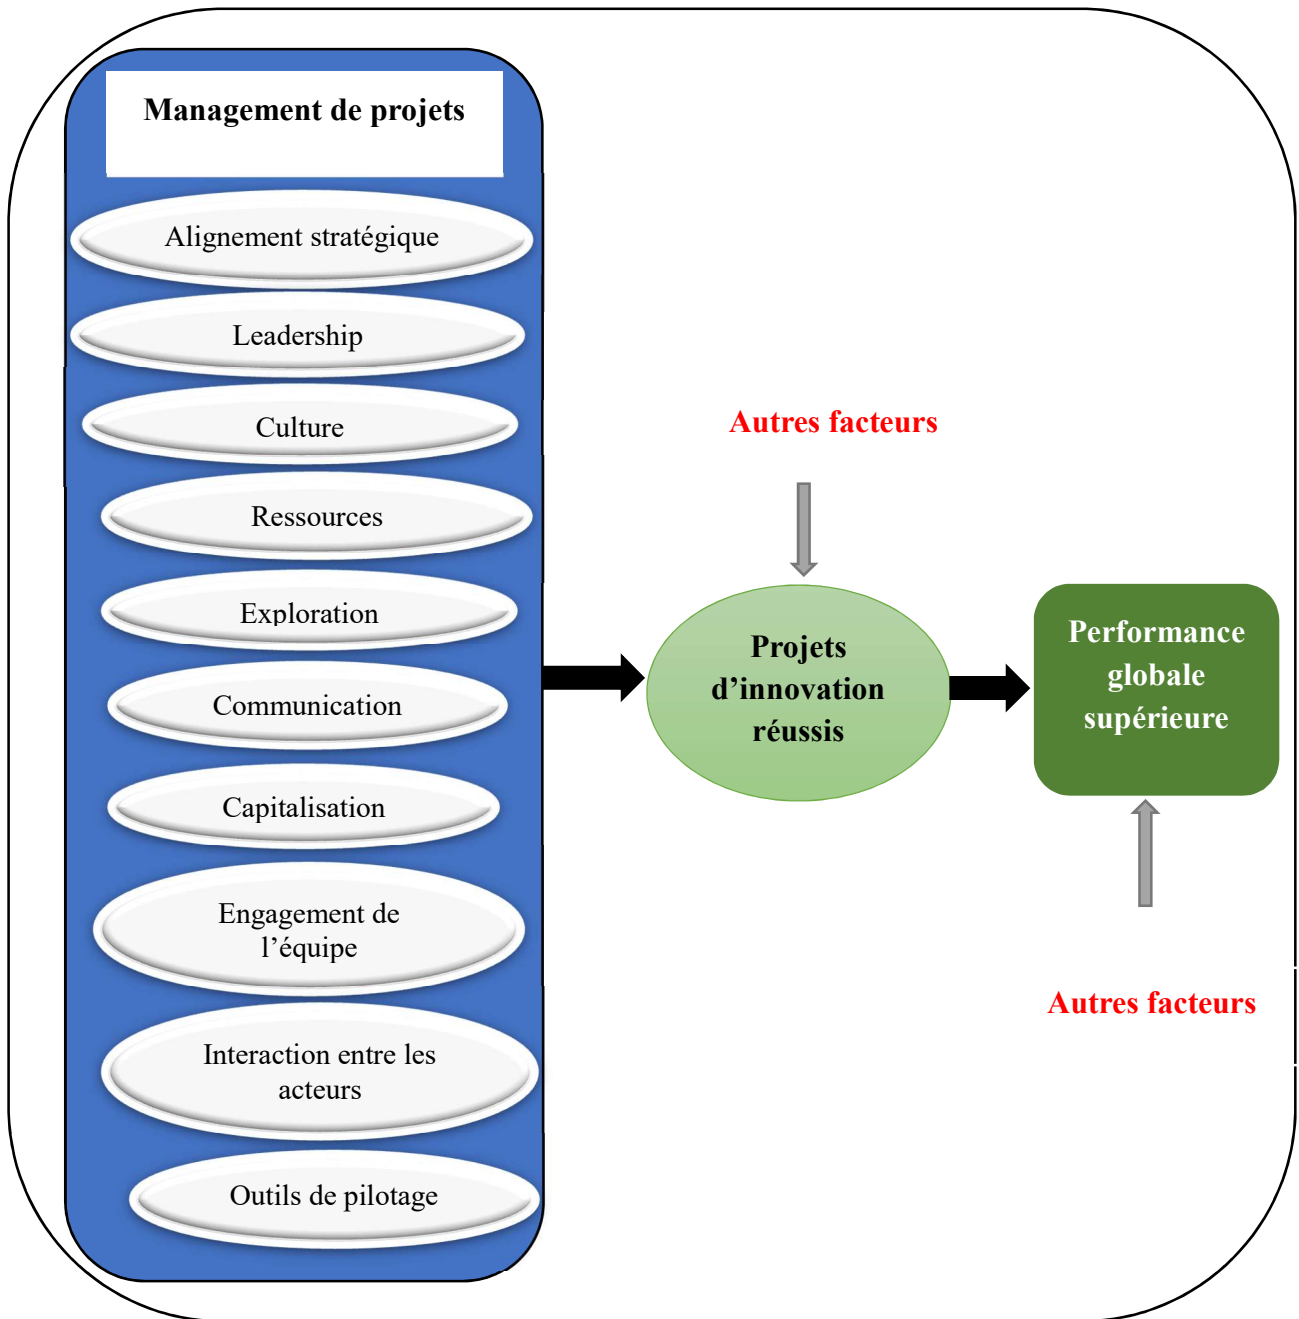 Management de projets
Alignement stratégique
Leadership
Culture
Ressources
Exploration
Communication
Capitalisation
Engagement de
l’équipe
Interaction entre les
acteurs
Outils de pilotage
Autres facteurs
Projets
d’innovation
réussis
Performance
globale
supérieure
Autres facteurs